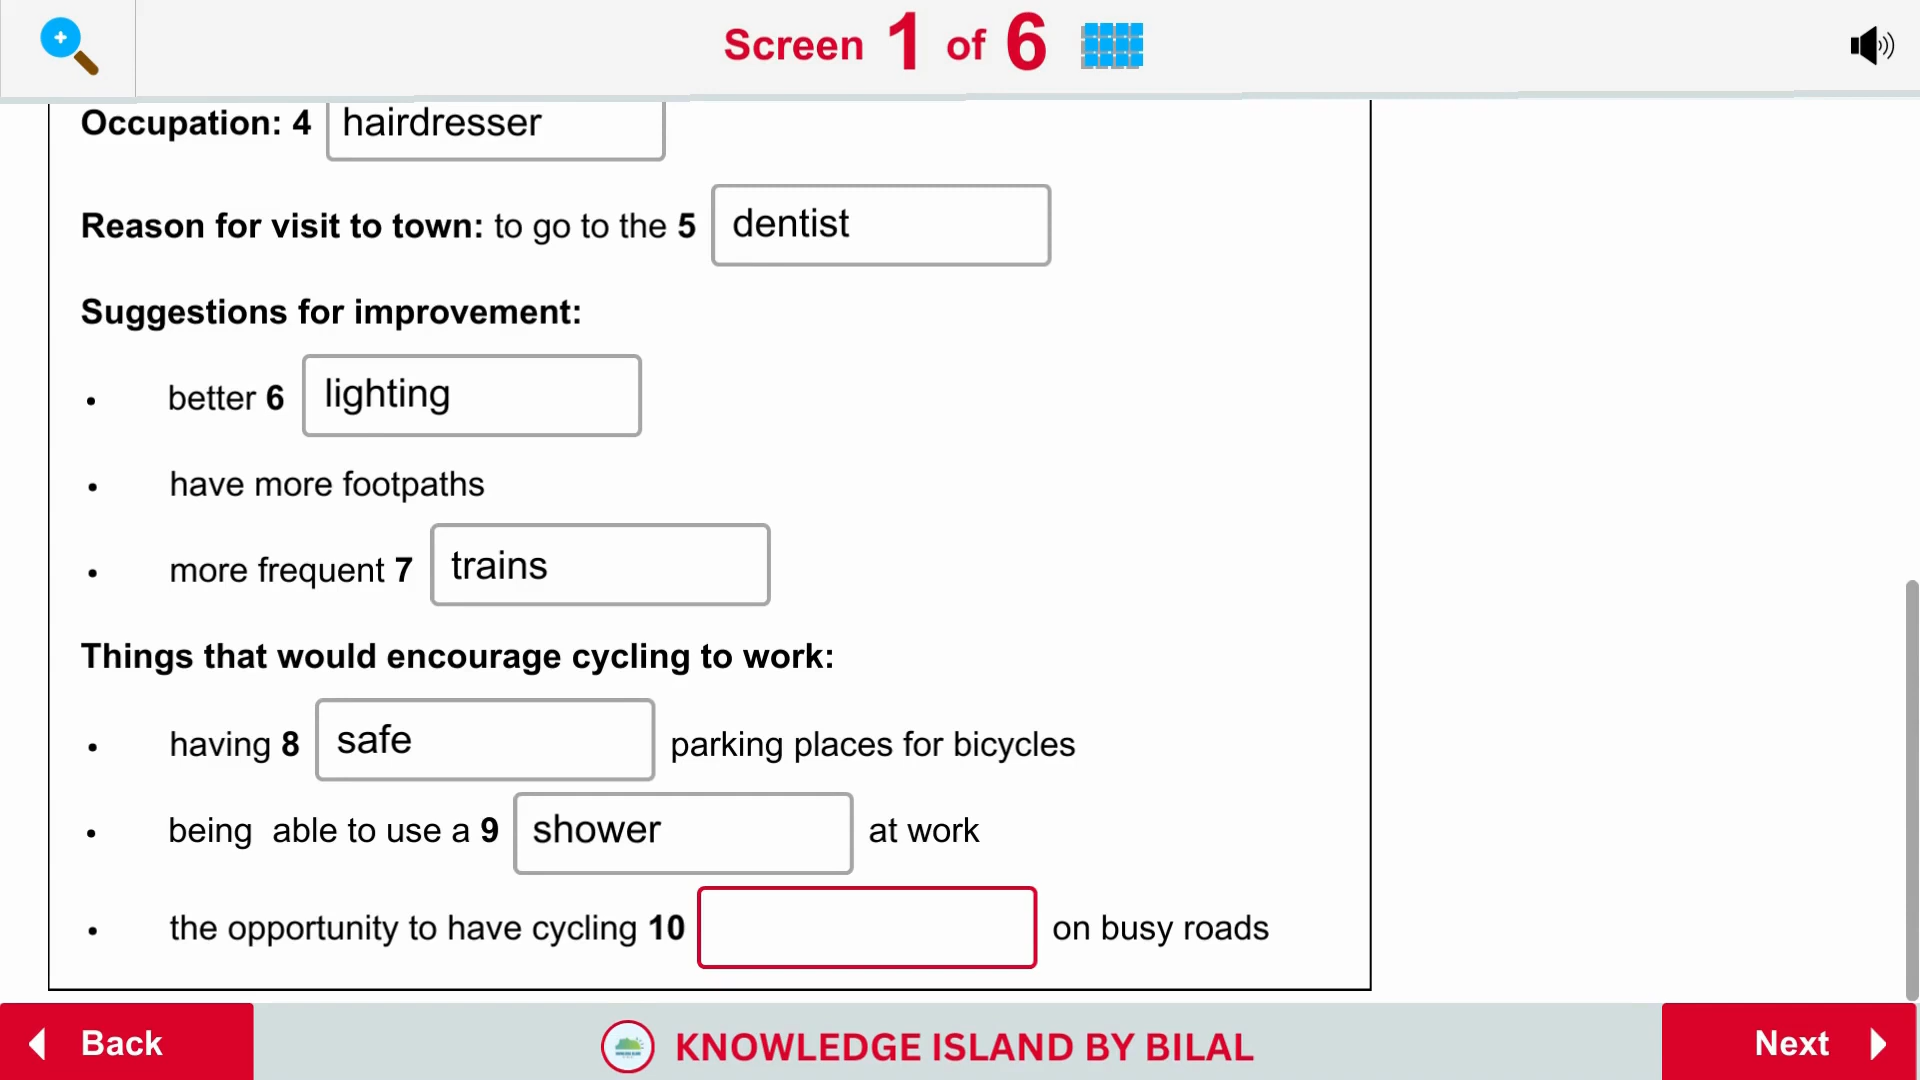 Screen 1 of 6
Occupation: 4 hairdresser
Reason for visit to town: to go to the 5 dentist
Suggestions for improvement:
• better 6 lighting
• have more footpaths
• more frequent 7 trains
Things that would encourage cycling to work:
• having 8 safe parking places for bicycles
• being able to use a 9 shower at work
• the opportunity to have cycling 10 on busy roads
Back
KNOWLEDGE ISLAND BY BILAL
Next